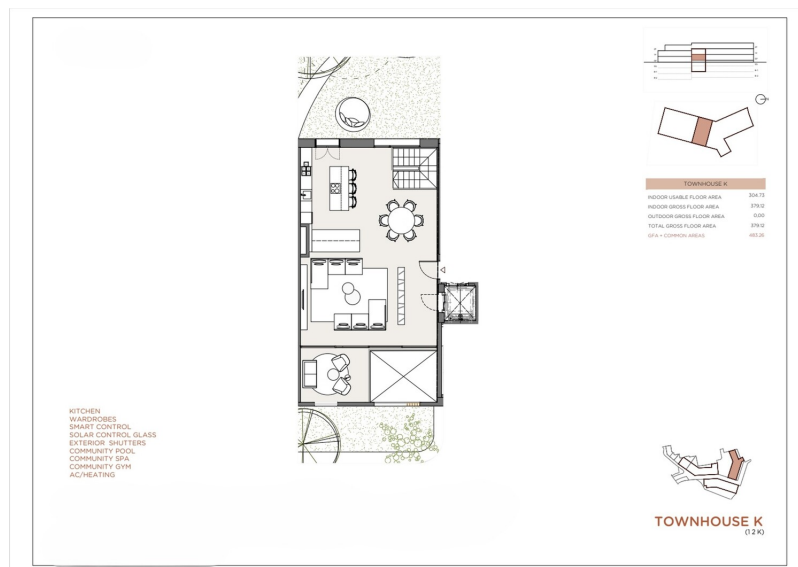 TOWNHOUSE K
INDOOR USABLE FLOOR AREA 304.73
INDOOR GROSS FLOOR AREA 379.12
OUTDOOR GROSS FLOOR AREA 0.00
TOTAL GROSS FLOOR AREA 379.12
GFA + COMMON AREAS 493.26
KITCHEN
WARDROBES
SMART CONTROL
SOLAR CONTROL GLASS
EXTERIOR SHUTTERS
COMMUNITY POOL
COMMUNITY SPA
COMMUNITY GYM
AC/HEATING
TOWNHOUSE K
(12 K)